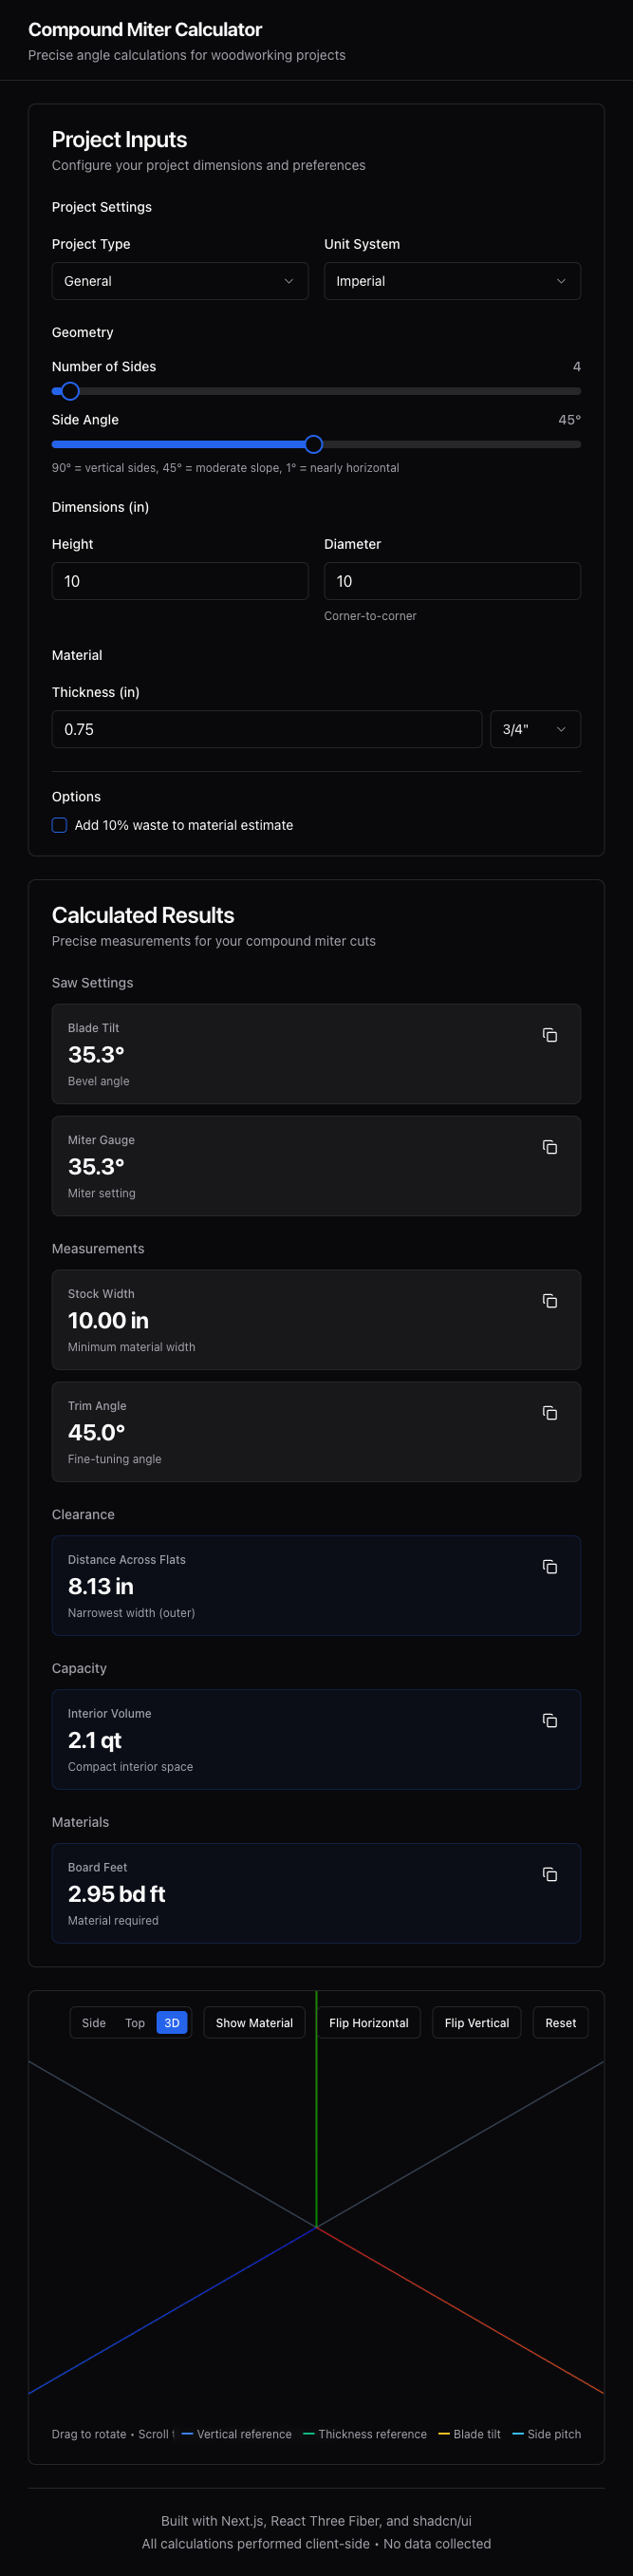 Compound Miter Calculator
Precise angle calculations for woodworking projects
Project Inputs
Configure your project dimensions and preferences
Project Settings
Project Type
Unit System
General
Imperial
Geometry
Number of Sides
4
Side Angle
45°
90° = vertical sides, 45° = moderate slope, 1° = nearly horizontal
Dimensions (in)
Height
Diameter
10
10
Corner-to-corner
Material
Thickness (in)
0.75
3/4"
Options
Add 10% waste to material estimate
Calculated Results
Precise measurements for your compound miter cuts
Saw Settings
Blade Tilt
35.3°
Bevel angle
Miter Gauge
35.3°
Miter setting
Measurements
Stock Width
10.00 in
Minimum material width
Trim Angle
45.0°
Fine-tuning angle
Clearance
Distance Across Flats
8.13 in
Narrowest width (outer)
Capacity
Interior Volume
2.1 qt
Compact interior space
Materials
Board Feet
2.95 bd ft
Material required
Side Top 3D Show Material Flip Horizontal Flip Vertical Reset
Drag to rotate • Scroll Vertical reference Thickness reference Blade tilt Side pitch
Built with Next.js, React Three Fiber, and shadcn/ui
All calculations performed client-side • No data collected